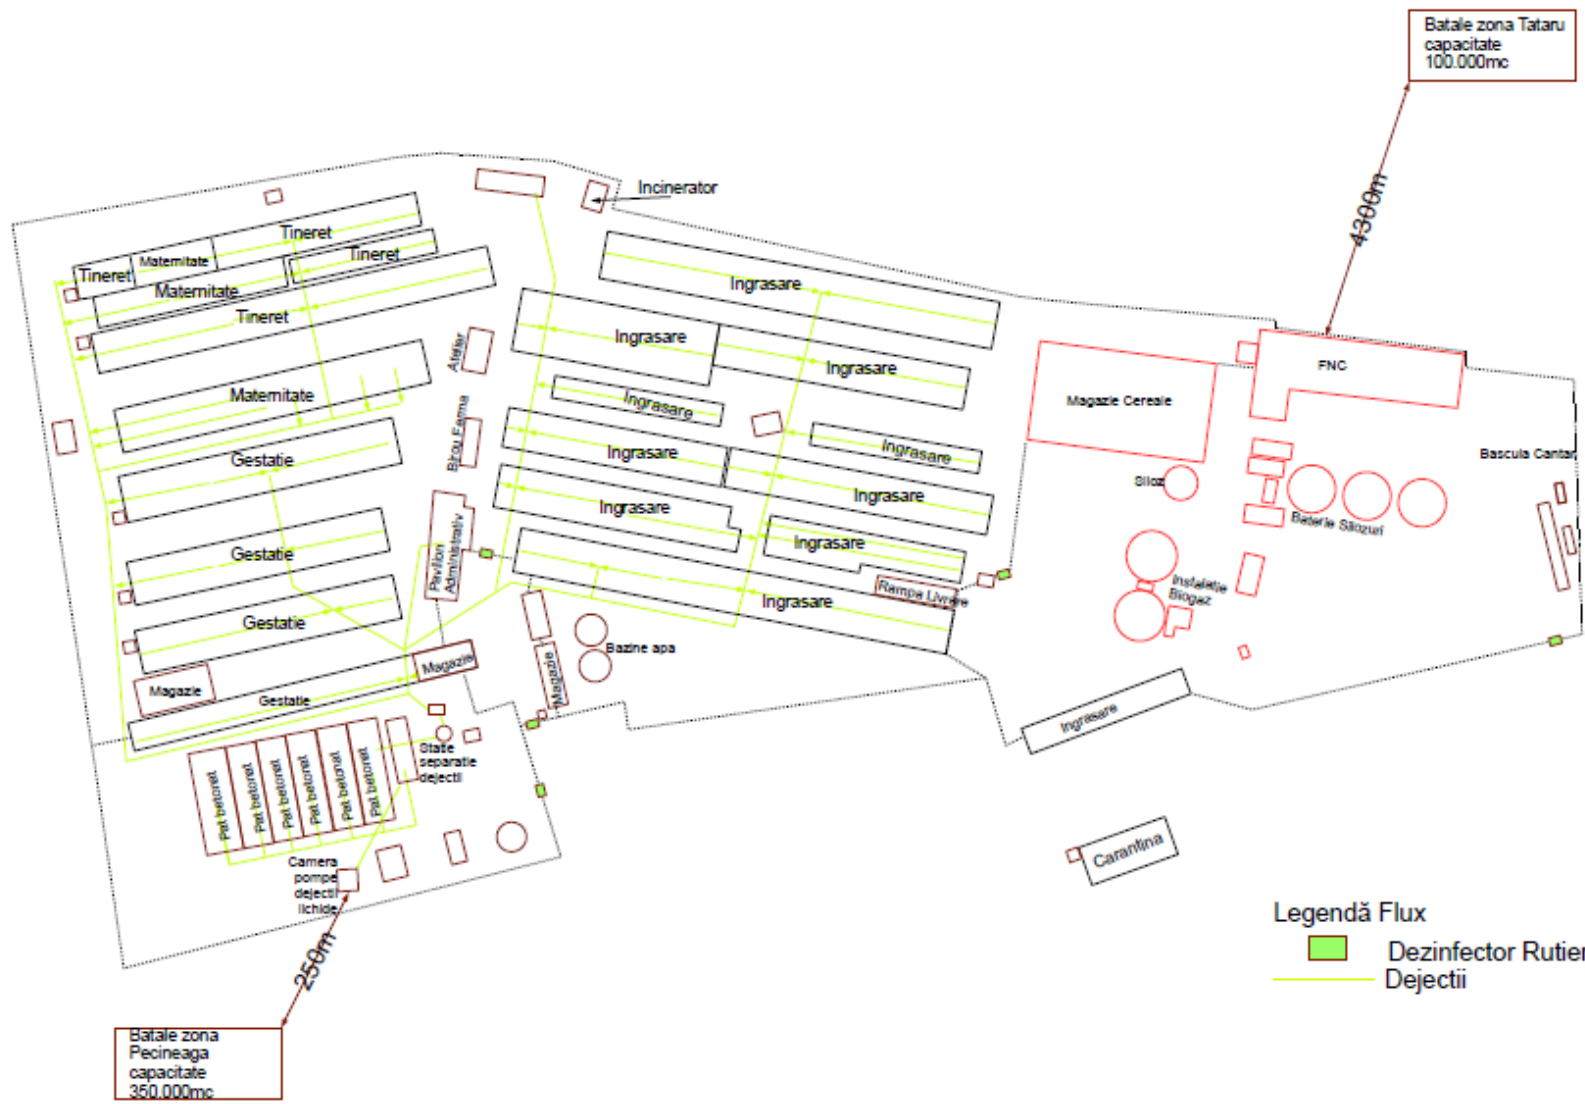 Batale zona Tataru
capacitate
100.000mc
4300m
Incinerator
Tineret
Maternitate
Tineret
Tineret
Maternitate
Tineret
Maternitate
Gestatie
Gestatie
Gestatie
Magazie
Gestatie
Magazie
Atelier
Birou Ferma
Pavilion
Administrativ
Ingrasare
Ingrasare
Ingrasare
Ingrasare
Ingrasare
Ingrasare
Ingrasare
Ingrasare
Ingrasare
Ingrasare
Rampa Livrare
Magazie
Bazine apa
Magazie Cereale
FNC
Siloz
Baterie Silozuri
Bascula Cantar
Instalatie
Biogaz
Ingrasare
Carantina
Statie
separatie
dejectii
Pat betonat
Pat betonat
Pat betonat
Pat betonat
Pat betonat
Pat betonat
Camera
pompe
dejectii
lichide
250m
Batale zona
Pecineaga
capacitate
350.000mc
Legendă Flux
Dezinfector Rutier
Dejectii